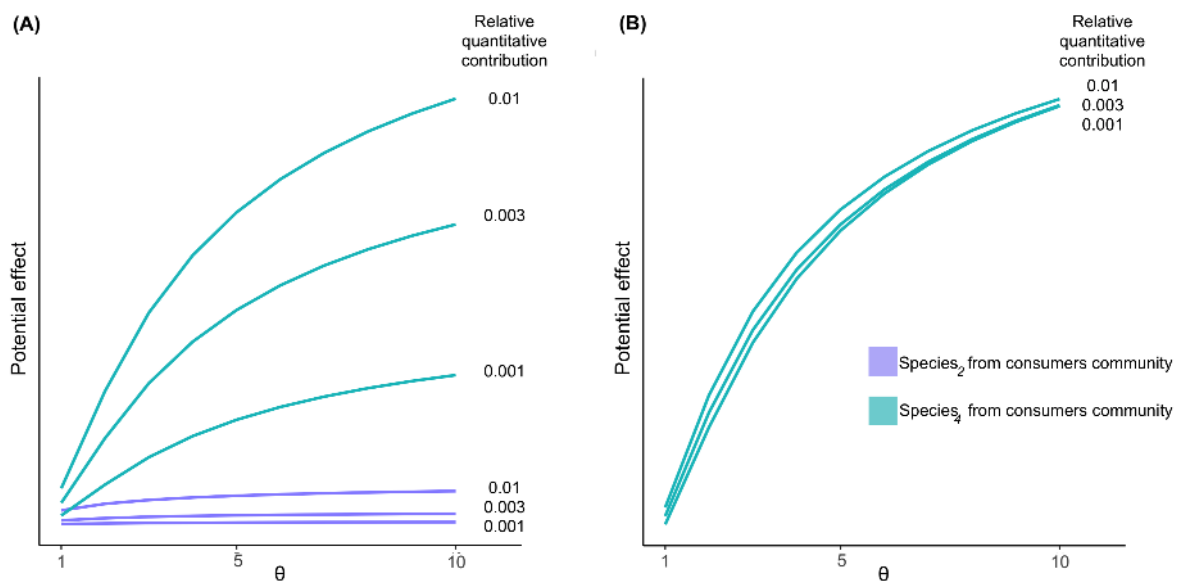 (A)
Relative
quantitative
contribution
0.01
0.003
0.001
0.01
0.003
0.001
Potential effect
1
5
10
θ
(B)
Relative
quantitative
contribution
0.01
0.003
0.001
Potential effect
Species2 from consumers community
Species4 from consumers community
1
5
10
θ